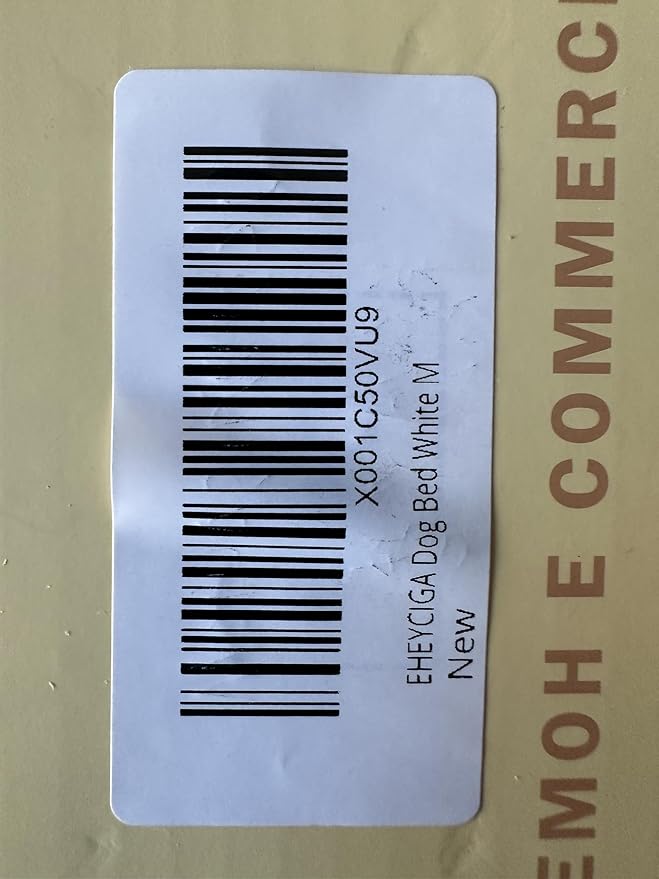 X001C50VU9
EHEYCIGA Dog Bed White M
New
EMOH E COMMERC